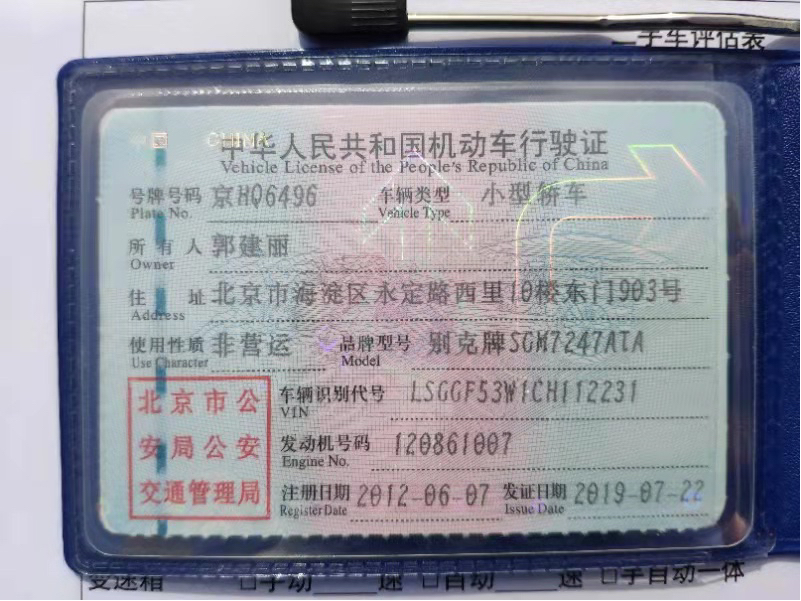 二手车评估表
中国 CHINA
中华人民共和国机动车行驶证
Vehicle License of the People's Republic of China
号牌号码 京HQ6496 车辆类型 小型轿车
Plate No. Vehicle Type
所有人 郭建丽
Owner
住址 北京市海淀区永定路西里10楼东门903号
Address
使用性质 非营运 品牌型号 别克牌SGM7247ATA
Use Character Model
北京市公安局公安交通管理局
车辆识别代号 LSGGF53W1CH112231
VIN
发动机号码 120861007
Engine No.
注册日期 2012-06-07 发证日期 2019-07-22
Register Date Issue Date
变速箱 □手动 速 □自动 速 □手自动一体